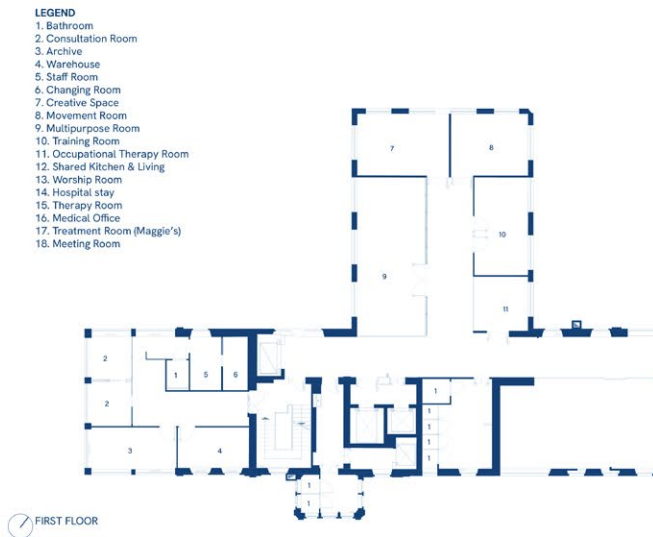 LEGEND
1. Bathroom
2. Consultation Room
3. Archive
4. Warehouse
5. Staff Room
6. Changing Room
7. Creative Space
8. Movement Room
9. Multipurpose Room
10. Training Room
11. Occupational Therapy Room
12. Shared Kitchen & Living
13. Worship Room
14. Hospital stay
15. Therapy Room
16. Medical Office
17. Treatment Room (Maggie's)
18. Meeting Room
7
8
10
9
11
2
1
5
6
2
3
4
1
1
1
1
1
1
1
FIRST FLOOR